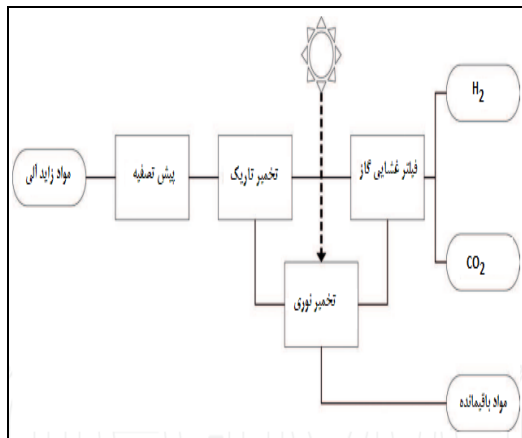 H2
مواد زاید آلی
پیش تصفیه
تخمیر تاریک
فیلتر غشایی گاز
CO2
تخمیر نوری
مواد باقیمانده